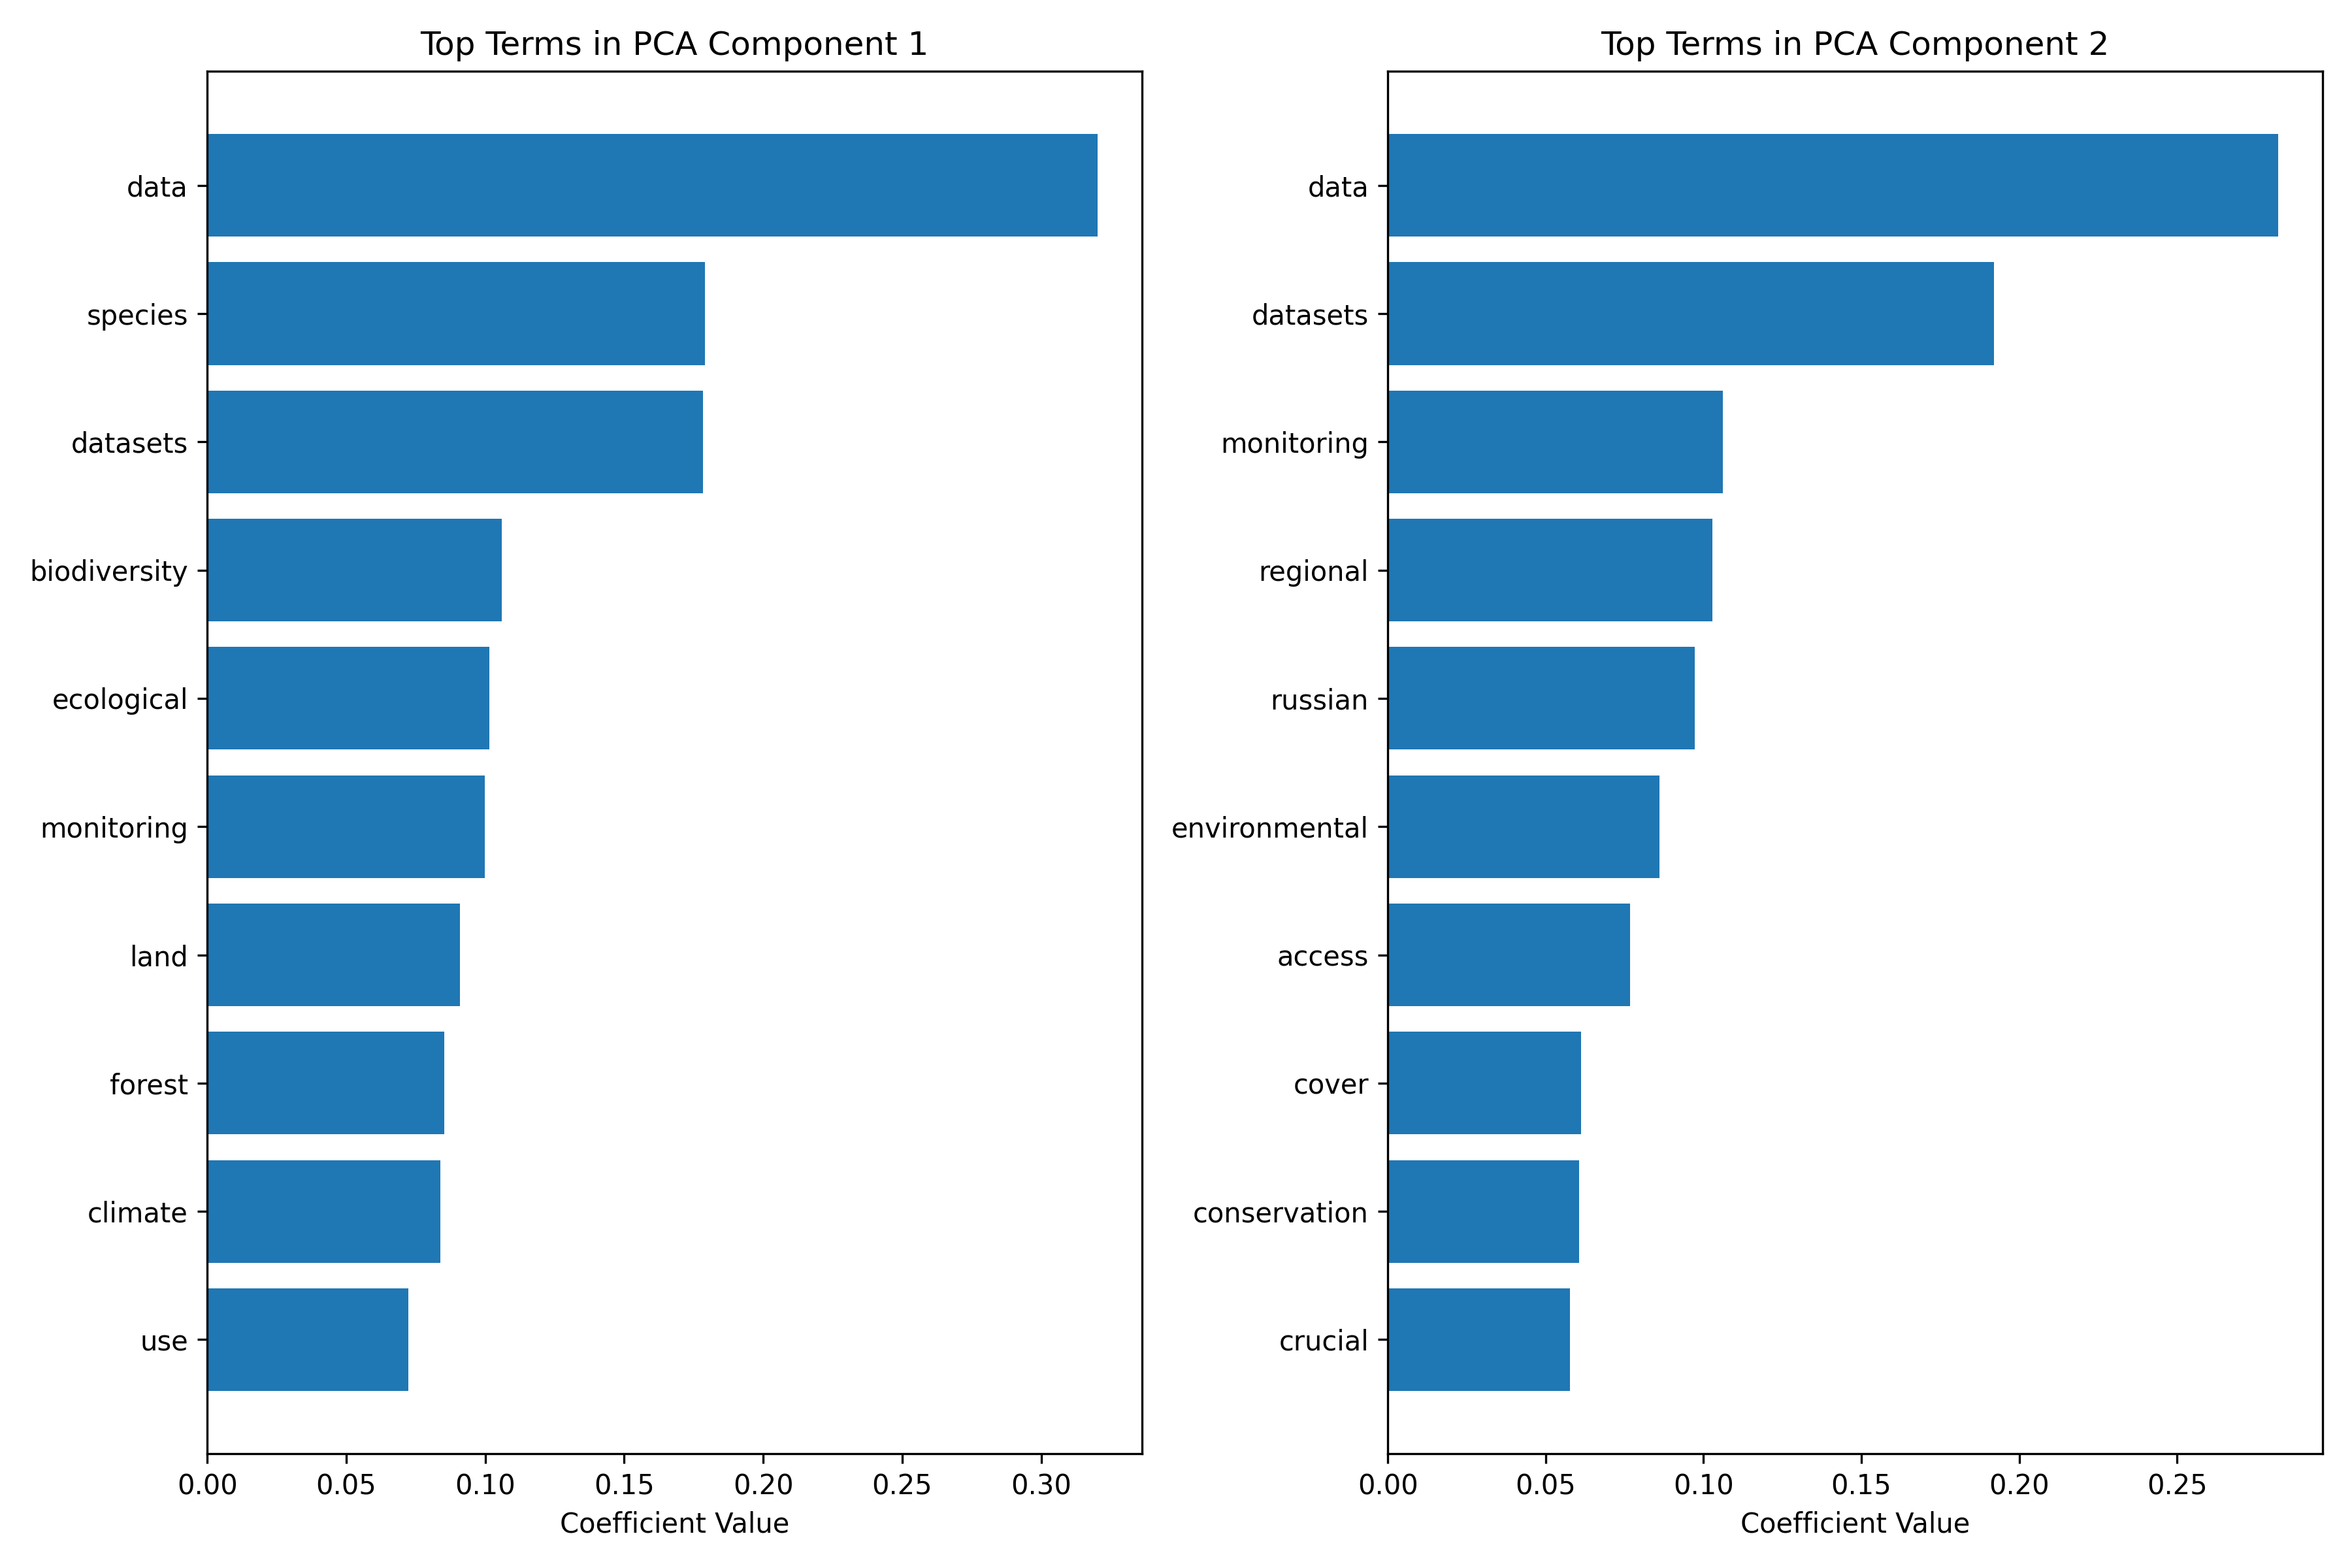 Top Terms in PCA Component 1
data
species
datasets
biodiversity
ecological
monitoring
land
forest
climate
use
0.00 0.05 0.10 0.15 0.20 0.25 0.30
Coefficient Value
Top Terms in PCA Component 2
data
datasets
monitoring
regional
russian
environmental
access
cover
conservation
crucial
0.00 0.05 0.10 0.15 0.20 0.25
Coefficient Value